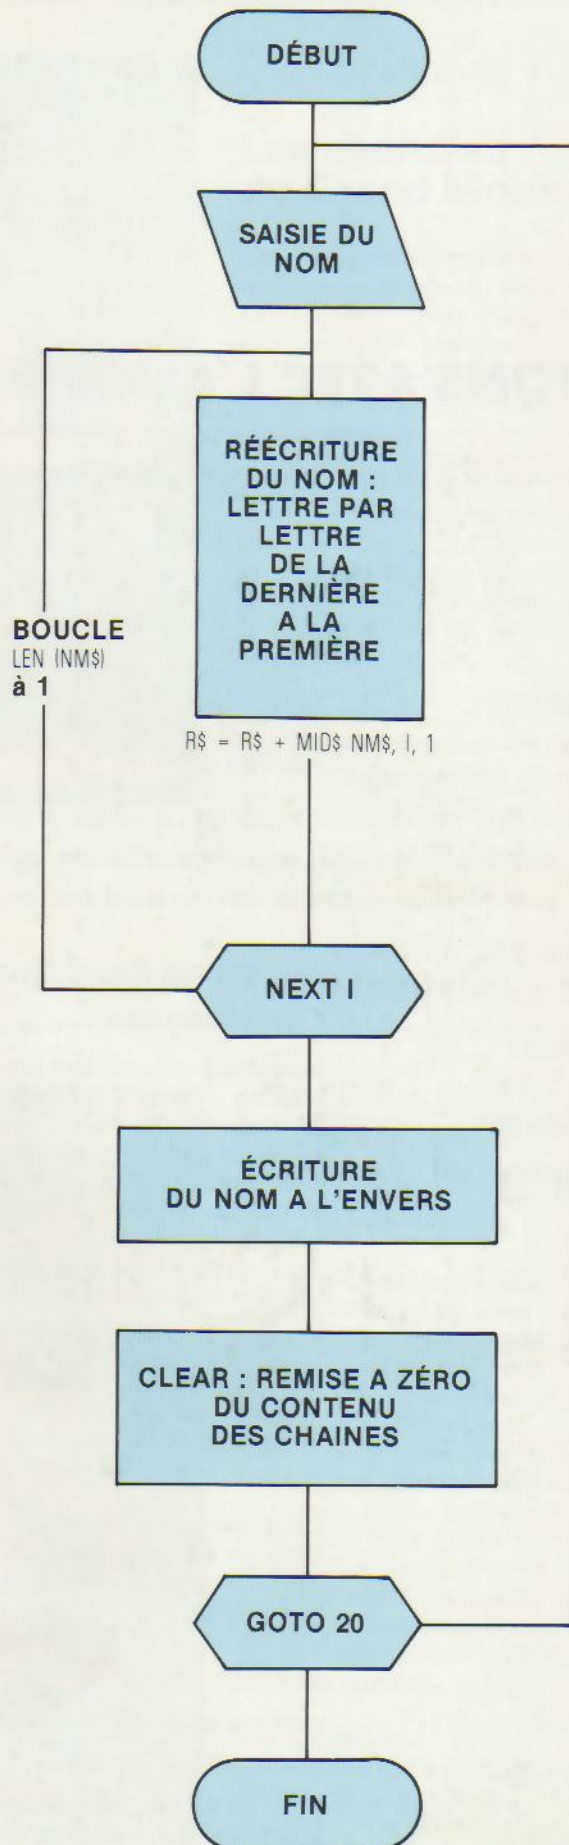 DÉBUT
SAISIE DU
NOM
RÉÉCRITURE
DU NOM :
LETTRE PAR
LETTRE
DE LA
DERNIÈRE
A LA
PREMIÈRE
BOUCLE
LEN (NM$)
à 1
R$ = R$ + MID$ NM$, I, 1
NEXT I
ÉCRITURE
DU NOM A L'ENVERS
CLEAR : REMISE A ZÉRO
DU CONTENU
DES CHAINES
GOTO 20
FIN